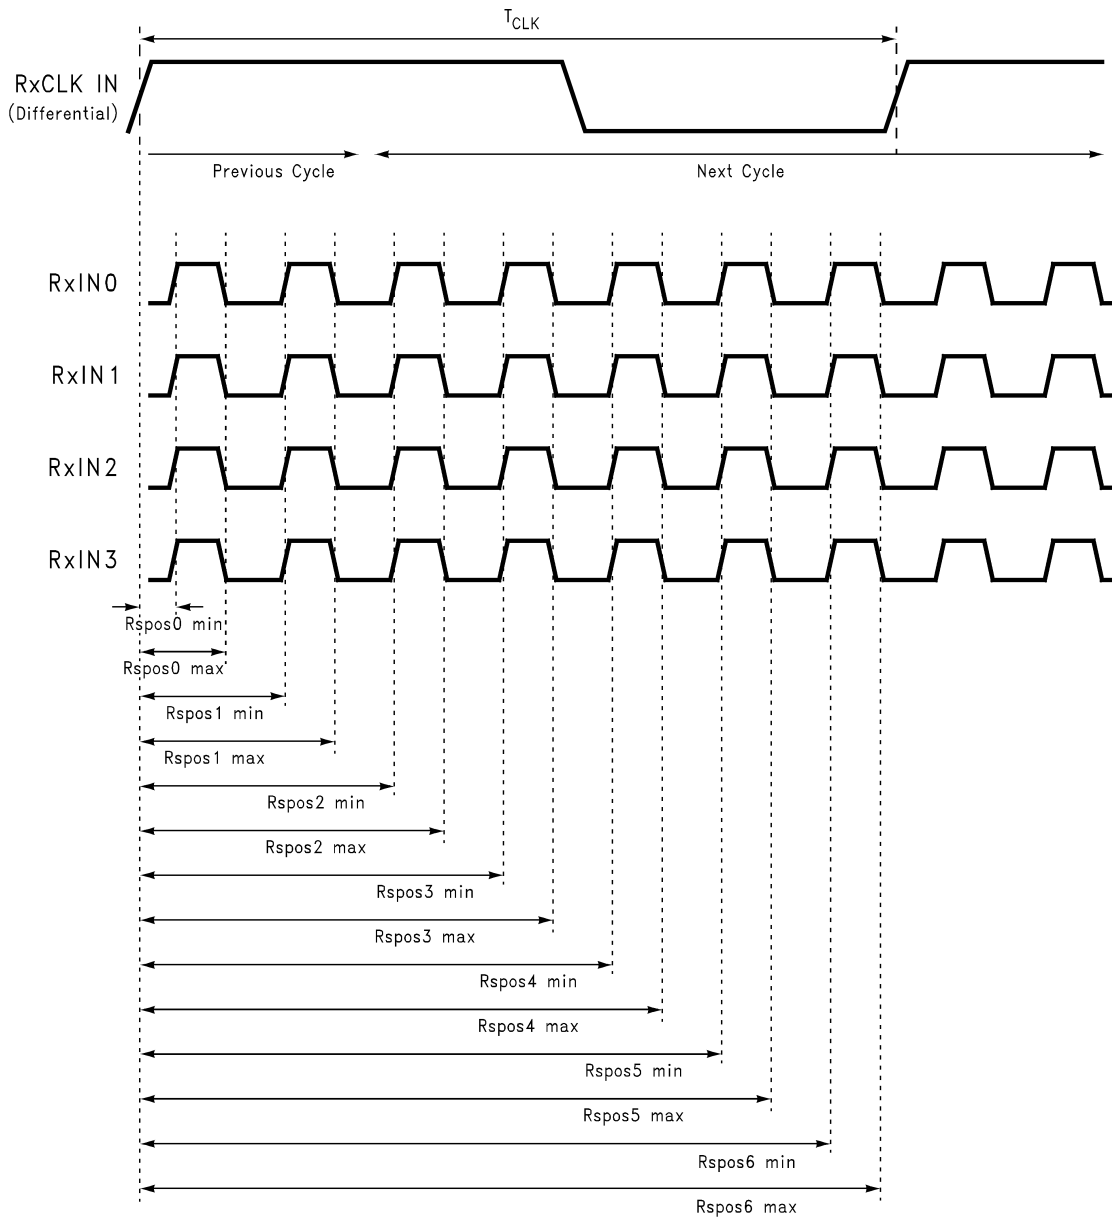 TCLK
RxCLK IN
(Differential)
Previous Cycle
Next Cycle
RxIN0
RxIN1
RxIN2
RxIN3
Rspos0 min
Rspos0 max
Rspos1 min
Rspos1 max
Rspos2 min
Rspos2 max
Rspos3 min
Rspos3 max
Rspos4 min
Rspos4 max
Rspos5 min
Rspos5 max
Rspos6 min
Rspos6 max